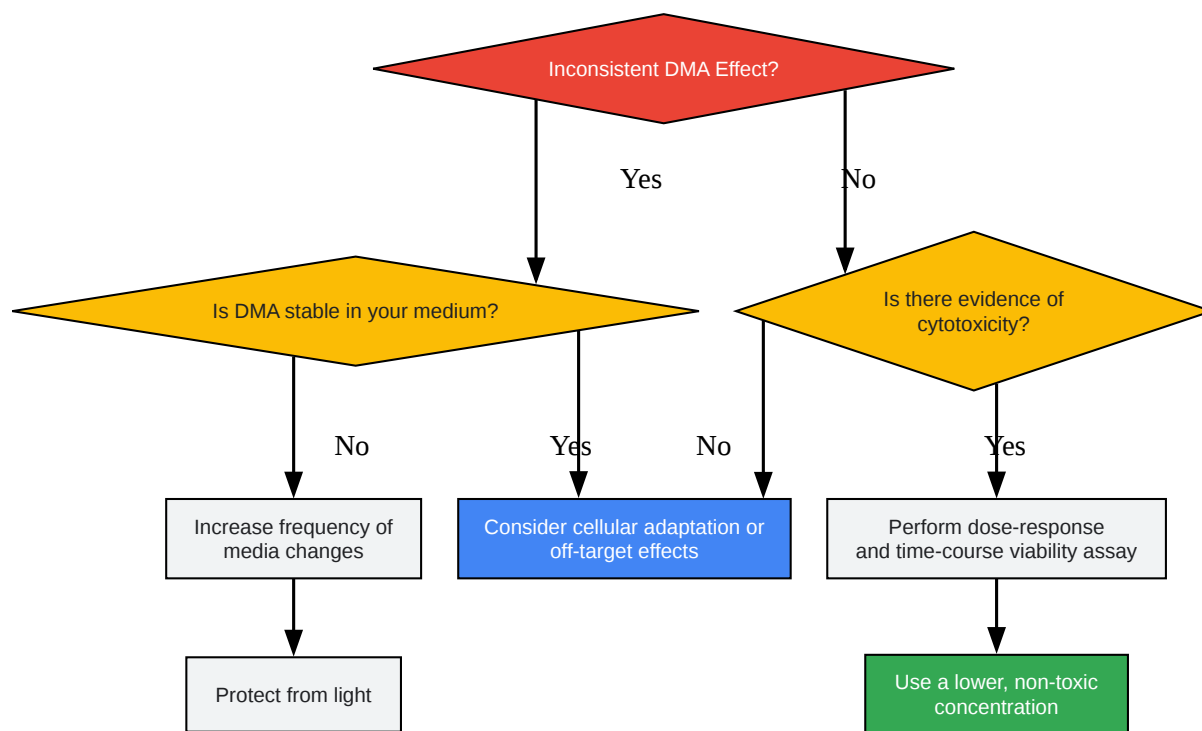 Inconsistent DMA Effect?
Yes
No
Is DMA stable in your medium?
Is there evidence of
cytotoxicity?
No
Yes
No
Yes
Increase frequency of
media changes
Consider cellular adaptation or
off-target effects
Perform dose-response
and time-course viability assay
Protect from light
Use a lower, non-toxic
concentration